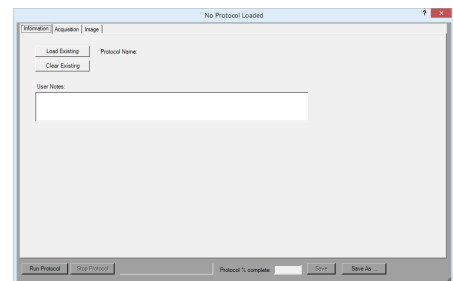 No Protocol Loaded
?
Information Acquisition Image
Load Existing Protocol Name:
Clear Existing
User Notes:
Run Protocol Stop Protocol Protocol % complete: Save Save As ...